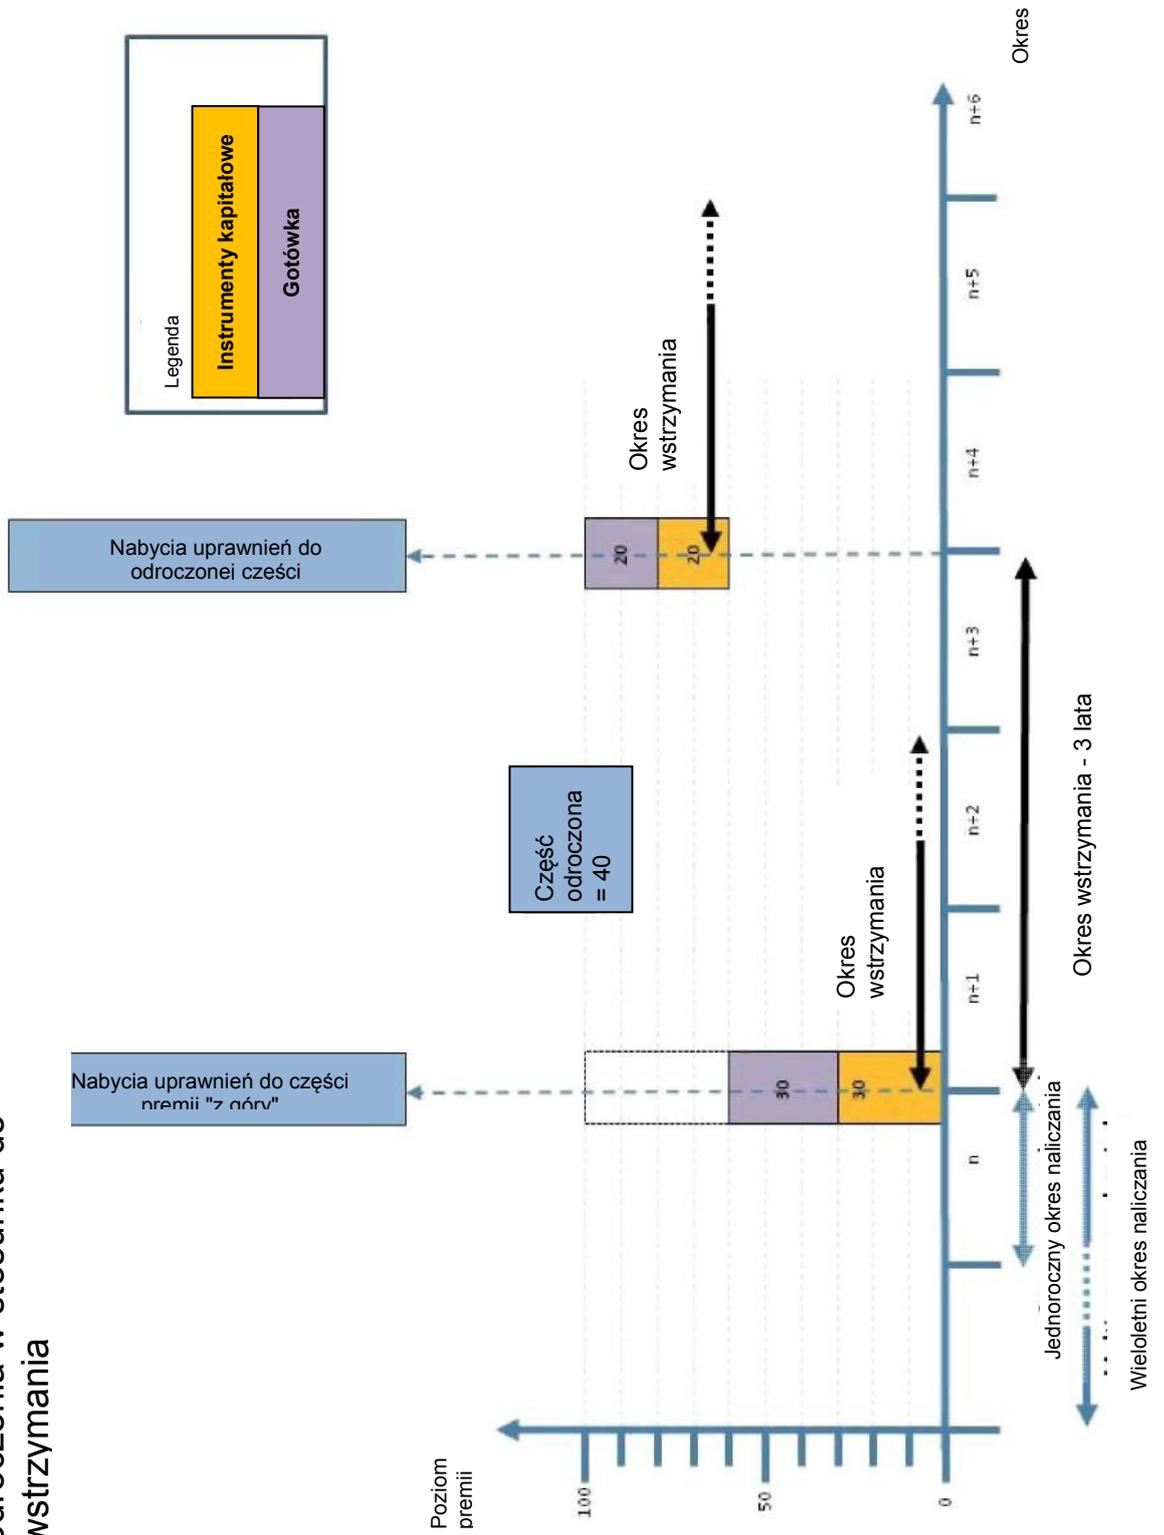 wstrzymania
Legenda
Instrumenty kapitałowe
Gotówka
Nabycia uprawnień do części
premii "z góry"
Nabycia uprawnień do
odroczonej części
Poziom
premii
100
50
0
30
30
Część
odroczona
= 40
20
20
Okres
wstrzymania
Okres
wstrzymania
n
n+1
n+2
n+3
n+4
n+5
n+6
Okres
Jednoroczny okres naliczania
Okres wstrzymania - 3 lata
Wieloletni okres naliczania